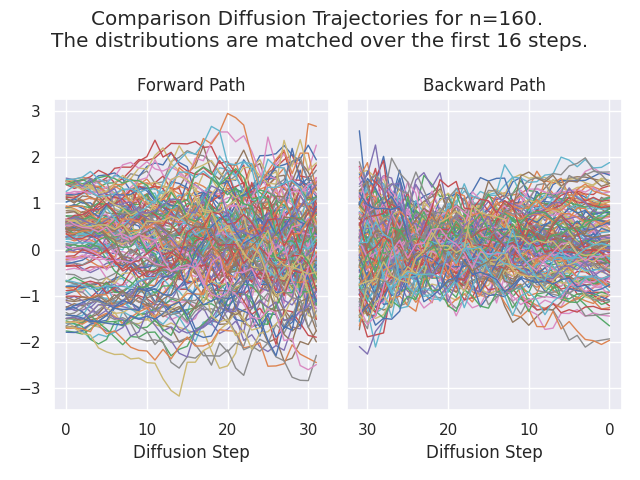 Comparison Diffusion Trajectories for n=160.
The distributions are matched over the first 16 steps.
Forward Path
Backward Path
3
2
1
0
−1
−2
−3
0 10 20 30
30 20 10 0
Diffusion Step
Diffusion Step